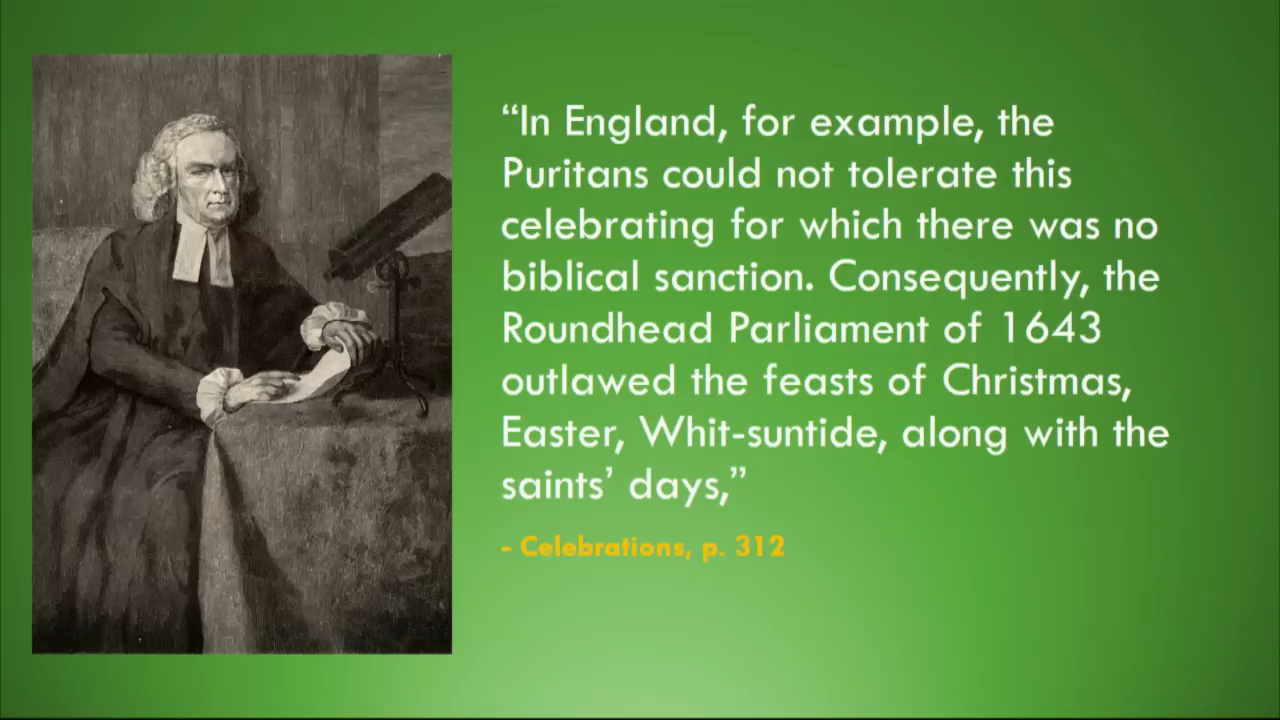 “In England, for example, the
Puritans could not tolerate this
celebrating for which there was no
biblical sanction. Consequently, the
Roundhead Parliament of 1643
outlawed the feasts of Christmas,
Easter, Whit-suntide, along with the
saints’ days,”
- Celebrations, p. 312